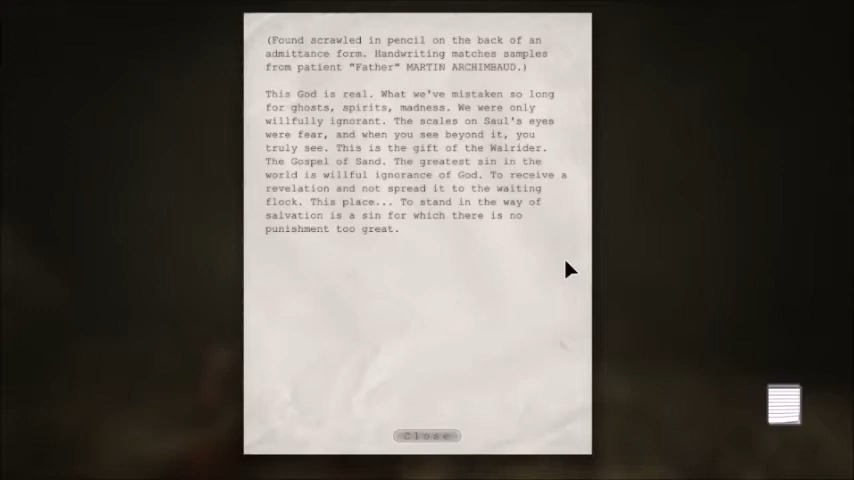 (Found scrawled in pencil on the back of an
admittance form. Handwriting matches samples
from patient "Father" MARTIN ARCHIMBAUD.)
This God is real. What we've mistaken so long
for ghosts, spirits, madness. We were only
willfully ignorant. The scales on Saul's eyes
were fear, and when you see beyond it, you
truly see. This is the gift of the Walrider.
The Gospel of Sand. The greatest sin in the
world is willful ignorance of God. To receive a
revelation and not spread it to the waiting
flock. This place... To stand in the way of
salvation is a sin for which there is no
punishment too great.
Close